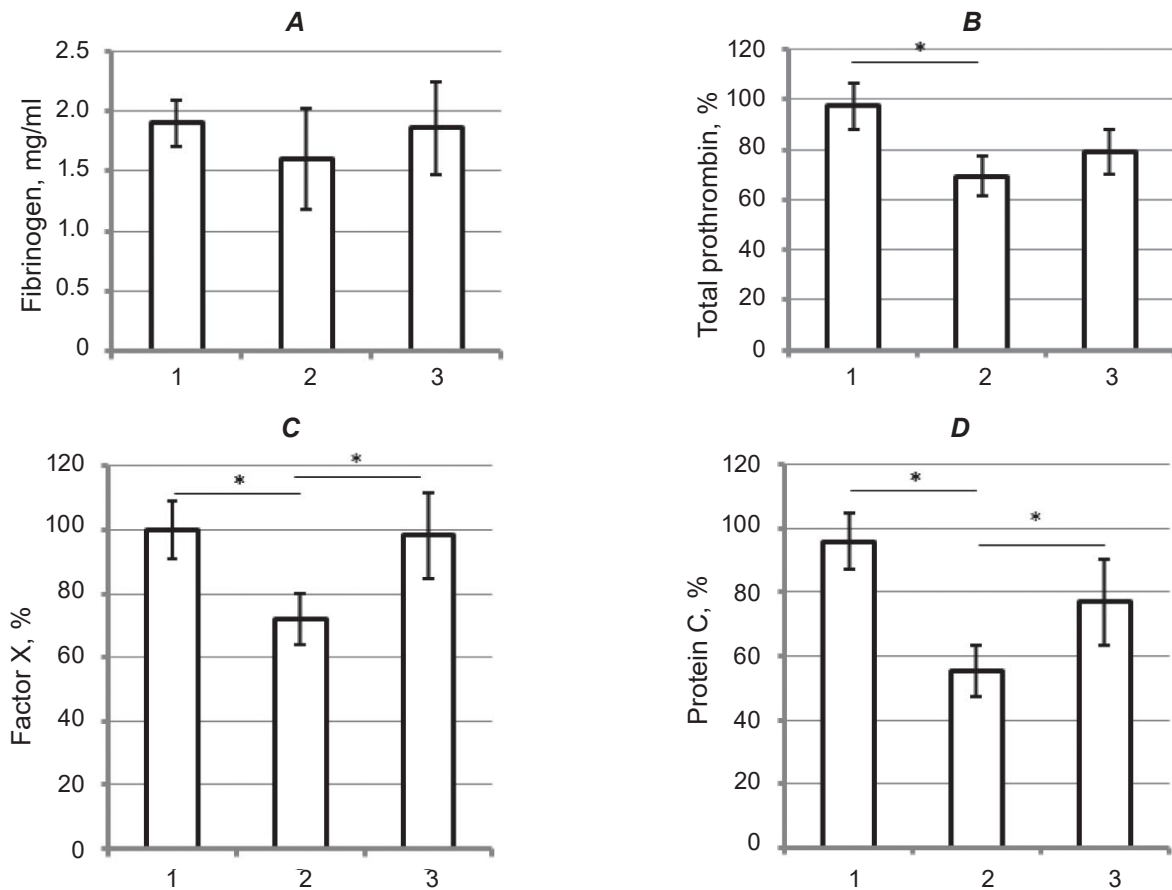 A
Fibrinogen, mg/ml
2.5
2.0
1.5
1.0
0.5
0
1 2 3
B
Total prothrombin, %
120
100
80
60
40
20
0
*
1 2 3
C
Factor X, %
120
100
80
60
40
20
0
* *
1 2 3
D
Protein C, %
120
100
80
60
40
20
0
* *
1 2 3